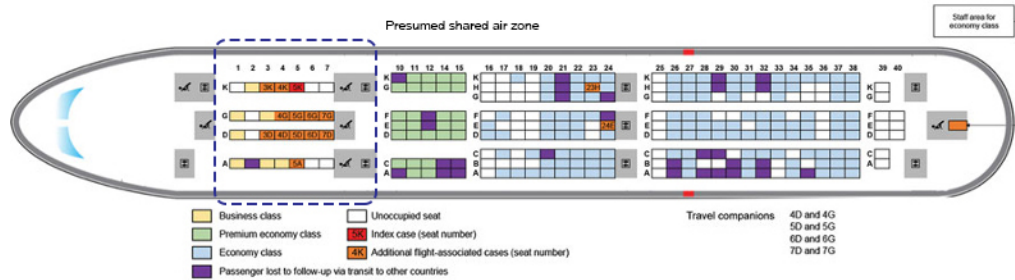 Presumed shared air zone
Staff area for
economy class
1 2 3 4 5 6 7
10 11 12 13 14 15
16 17 18 19 20 21 22 23 24
25 26 27 28 29 30 31 32 33 34 35 36 37 38
39 40
K 3K 4K 5K
K
G
K
H 23H
G
K
H
G
K
G
G 4G 5G 6G 7G
D 3D 4D 5D 6D 7D
F
E
D
F
E 24E
D
F
E
D
F
E
D
A 5A
C
A
C
B
A
C
B
A
C
A
Business class
Premium economy class
Economy class
Passenger lost to follow-up via transit to other countries
Unoccupied seat
5K Index case (seat number)
4K Additional flight-associated cases (seat number)
Travel companions
4D and 4G
5D and 5G
6D and 6G
7D and 7G